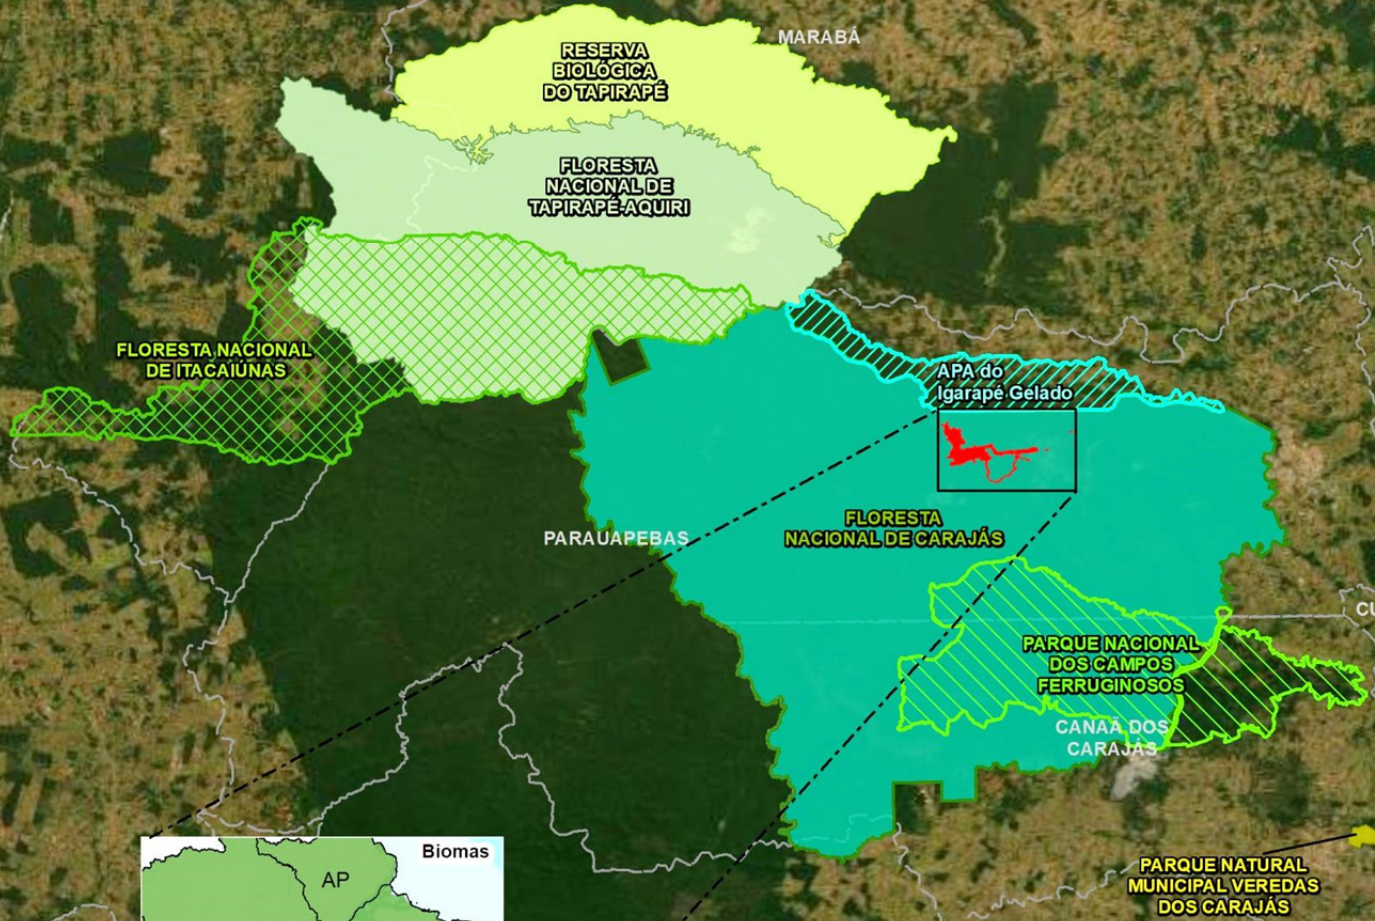 MARABÁ
RESERVA
BIOLÓGICA
DO TAPIRAPÉ
FLORESTA
NACIONAL DE
TAPIRAPÉ-AQUIRI
FLORESTA NACIONAL
DE ITACAIÚNAS
APA do
Igarapé Gelado
FLORESTA
NACIONAL DE CARAJÁS
PARAUAPEBAS
CU
PARQUE NACIONAL
DOS CAMPOS
FERRUGINOSOS
CANAÃ DOS
CARAJÁS
Biomas
AP
PARQUE NATURAL
MUNICIPAL VEREDAS
DOS CARAJÁS